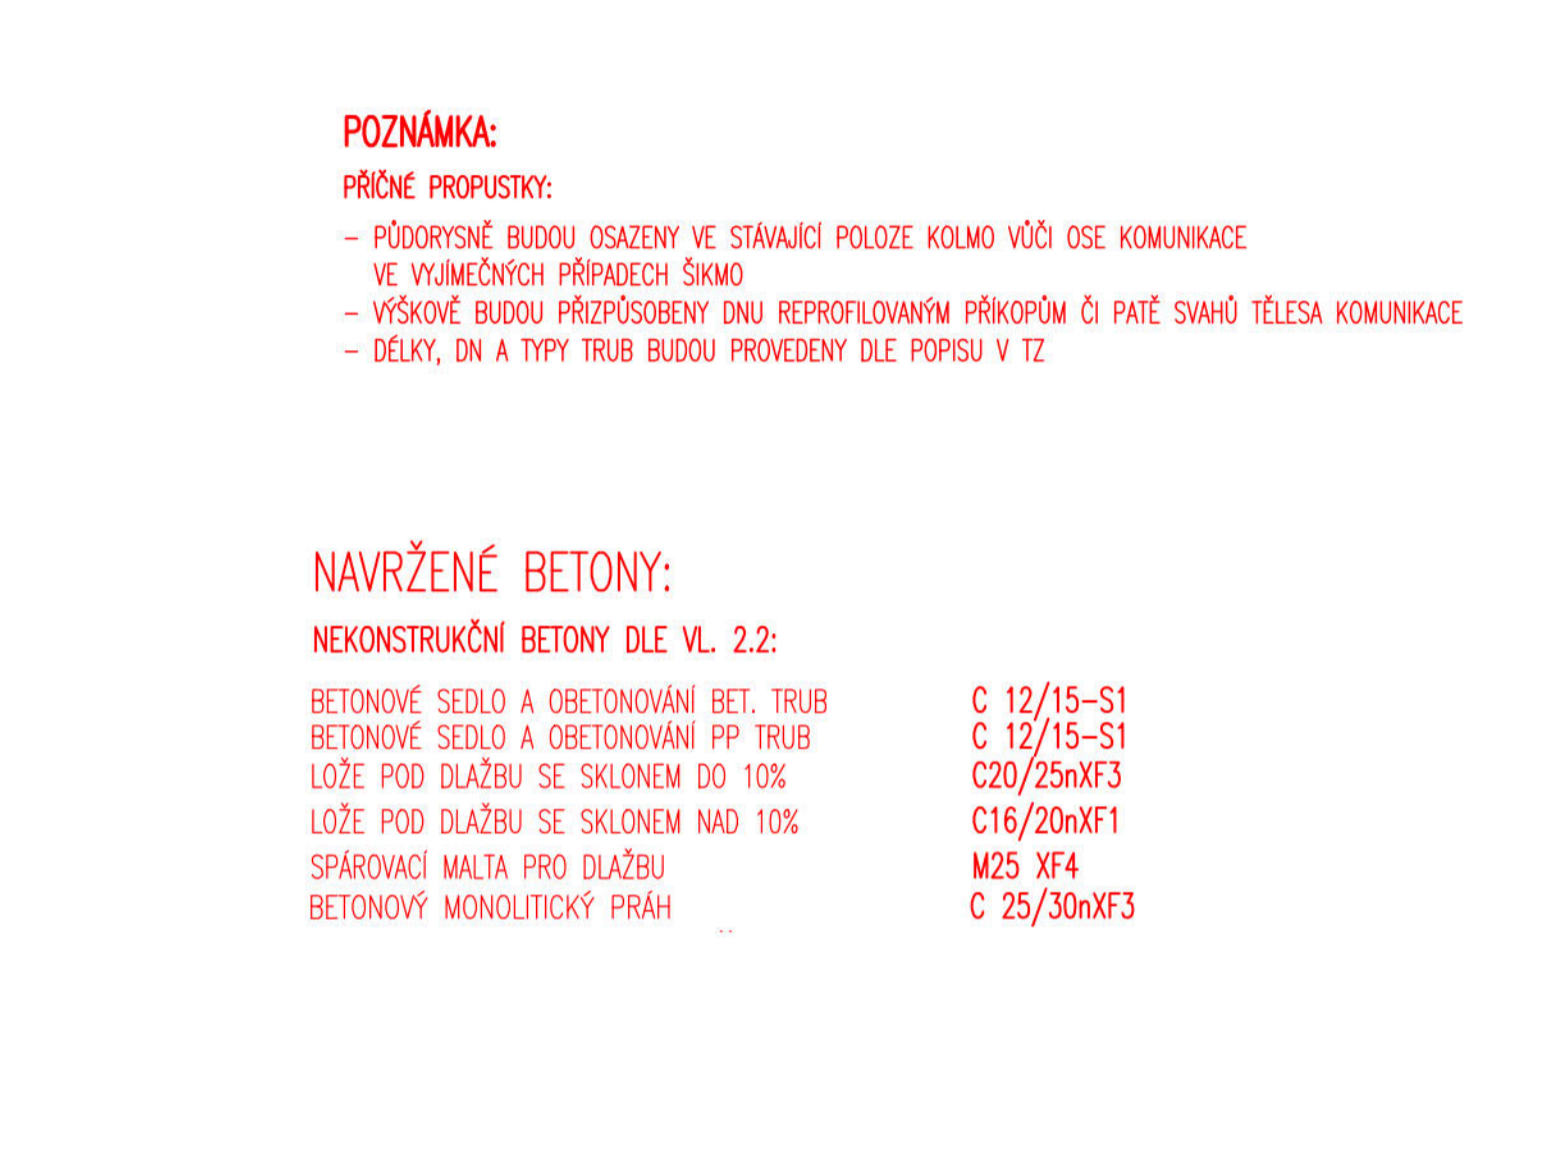 POZNÁMKA:
PŘÍČNÉ PROPUSTKY:
– PŮDORYSNĚ BUDOU OSAZENY VE STÁVAJÍCÍ POLOZE KOLMO VŮČI OSE KOMUNIKACE
VE VYJÍMEČNÝCH PŘÍPADECH ŠIKMO
– VÝŠKOVĚ BUDOU PŘIZPŮSOBENY DNU REPROFILOVANÝM PŘÍKOPŮM ČI PATĚ SVAHŮ TĚLESA KOMUNIKACE
– DÉLKY, DN A TYPY TRUB BUDOU PROVEDENY DLE POPISU V TZ
NAVRŽENÉ BETONY:
NEKONSTRUKČNÍ BETONY DLE VL. 2.2:
BETONOVÉ SEDLO A OBETONOVÁNÍ BET. TRUB C 12/15–S1
BETONOVÉ SEDLO A OBETONOVÁNÍ PP TRUB C 12/15–S1
LOŽE POD DLAŽBU SE SKLONEM DO 10% C20/25nXF3
LOŽE POD DLAŽBU SE SKLONEM NAD 10% C16/20nXF1
SPÁROVACÍ MALTA PRO DLAŽBU M25 XF4
BETONOVÝ MONOLITICKÝ PRÁH C 25/30nXF3